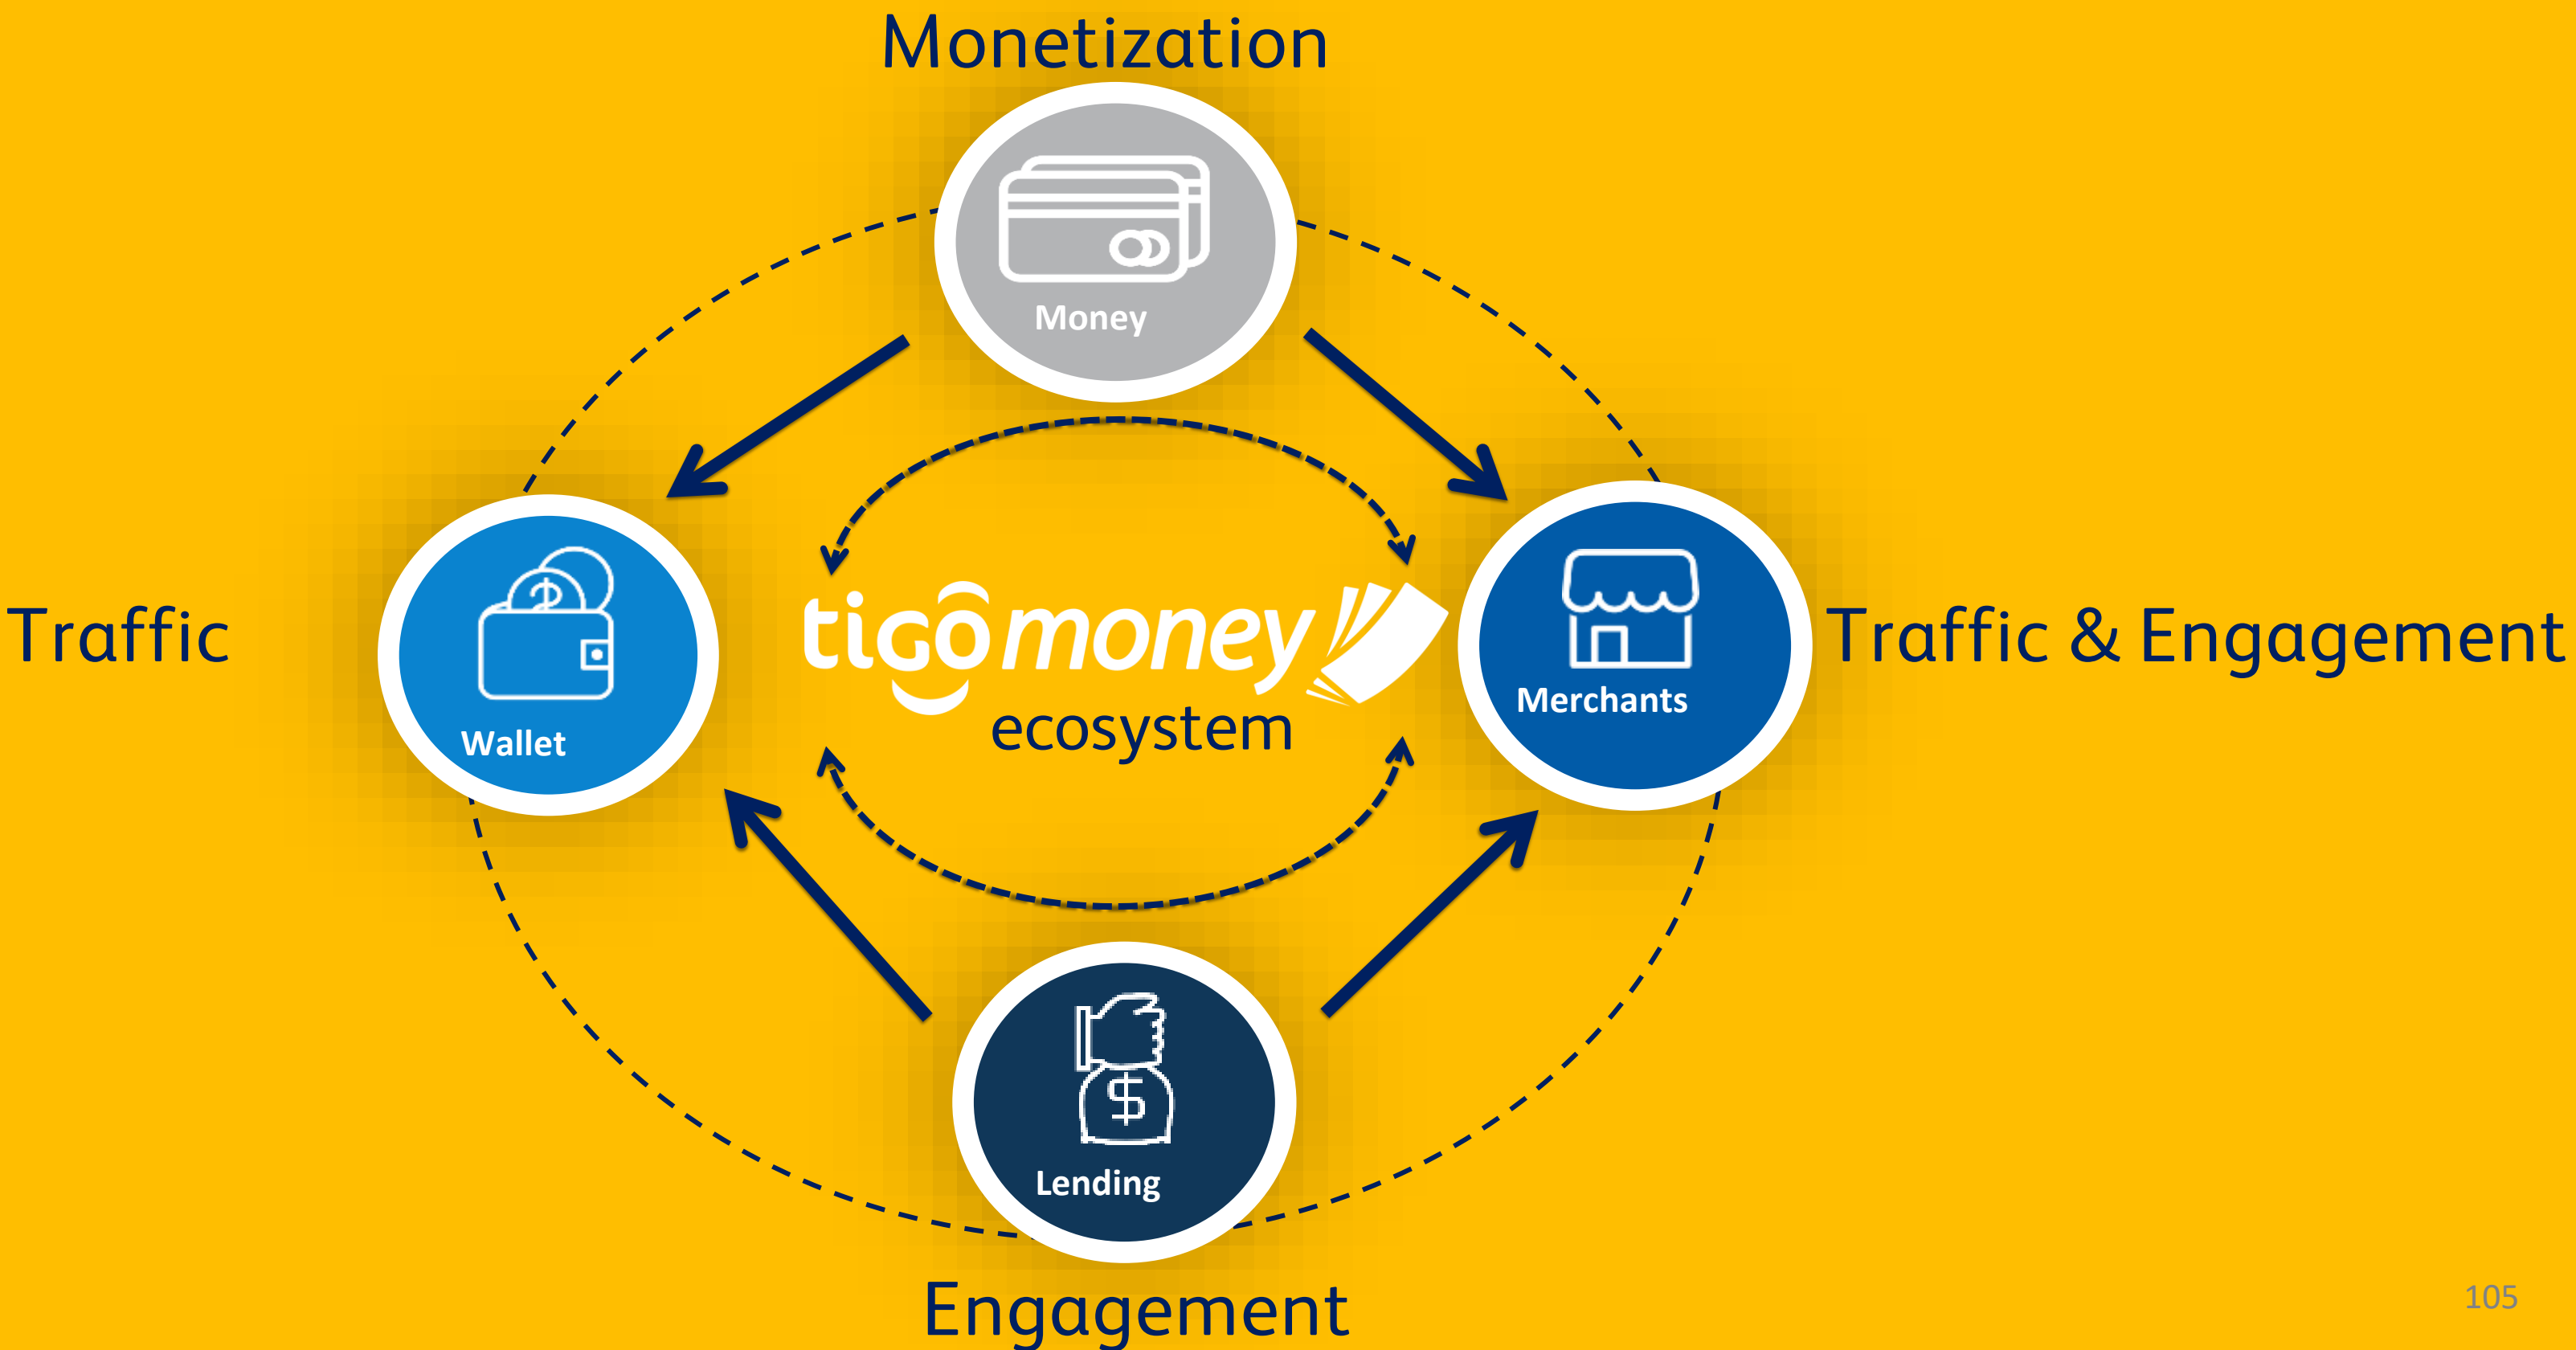 Monetization
Money
Traffic
Wallet
tigo money
ecosystem
Merchants
Traffic & Engagement
$
Lending
Engagement
105